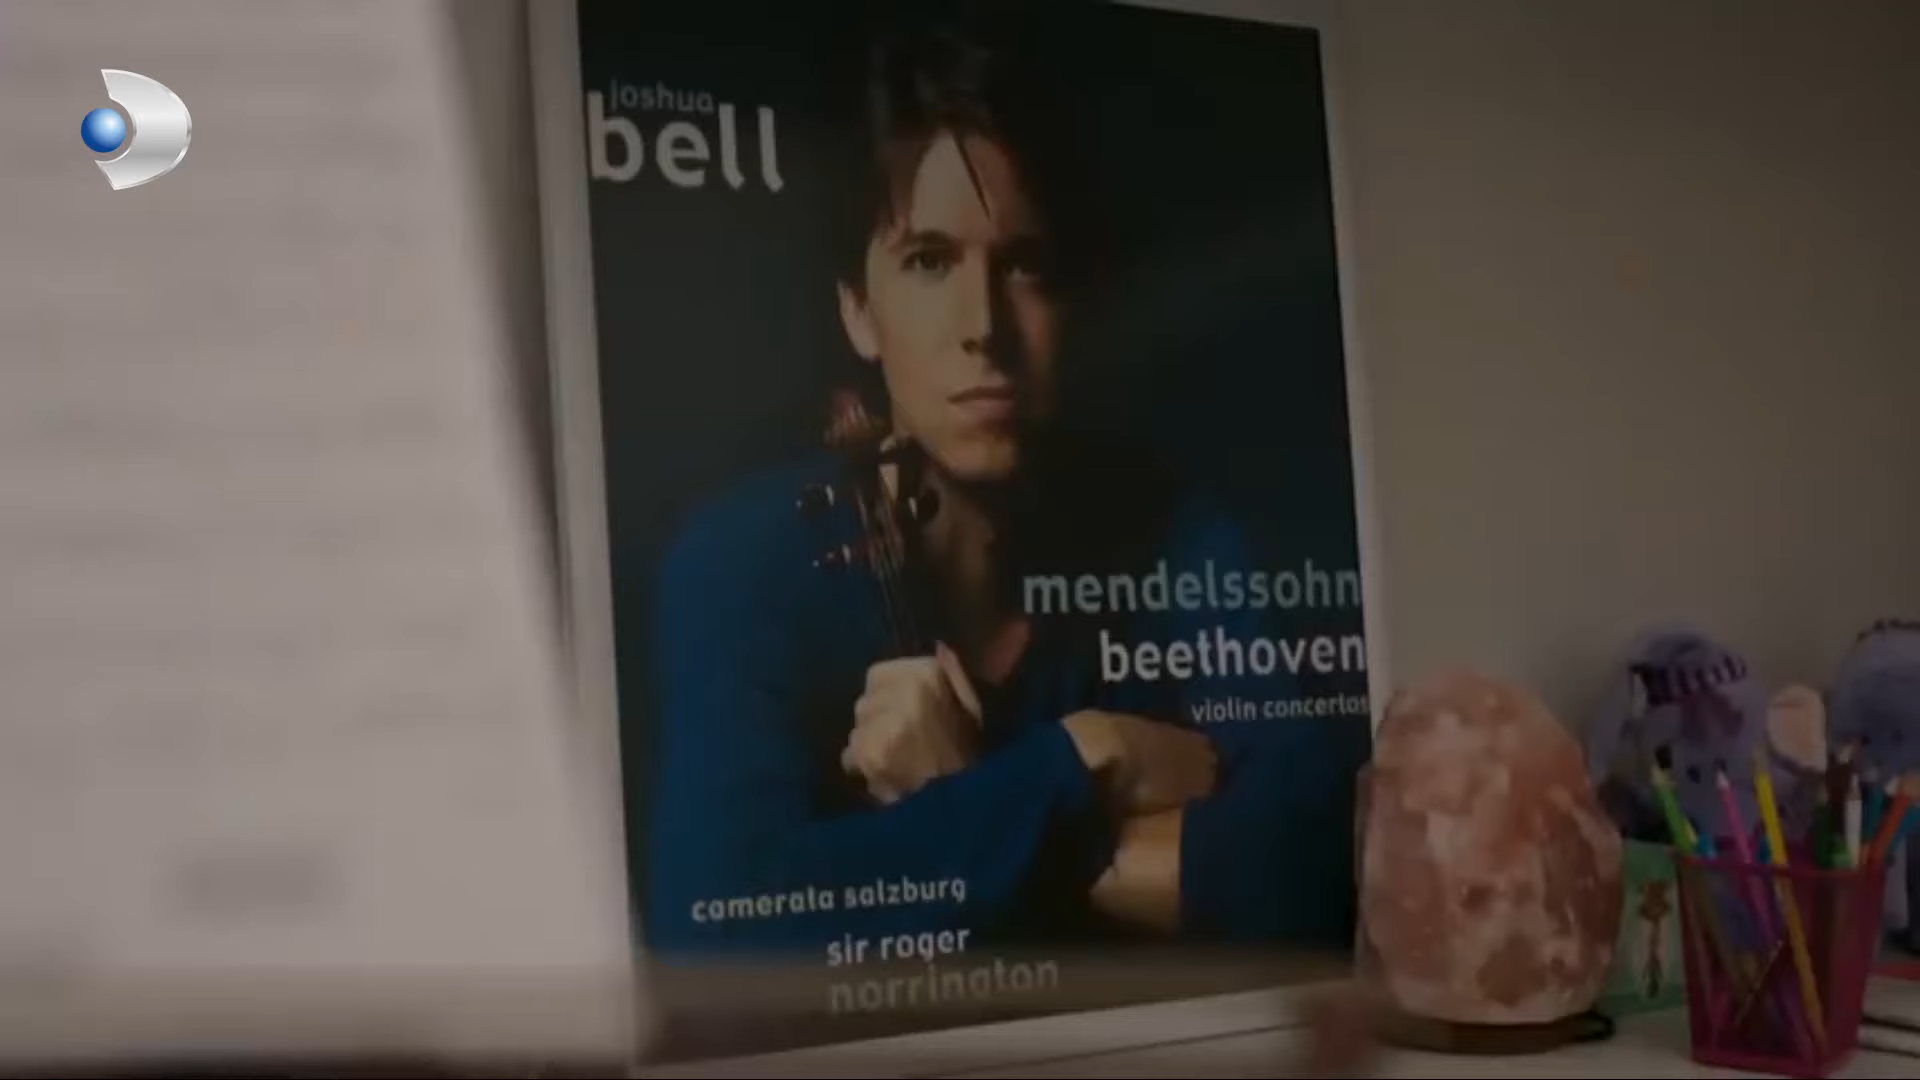 joshua
bell
mendelssohn
beethoven
violin concertos
camerata salzburg
sir roger
norrington